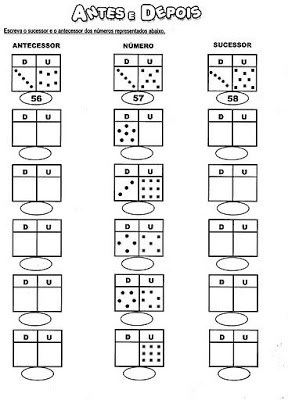 ANTES E DEPOIS
Escreva o sucessor e o antecessor dos números representados abaixo.
ANTECESSOR NÚMERO SUCESSOR
D U D U D U
56 57 58
D U D U D U
D U D U D U
D U D U D U
D U D U D U
D U D U D U